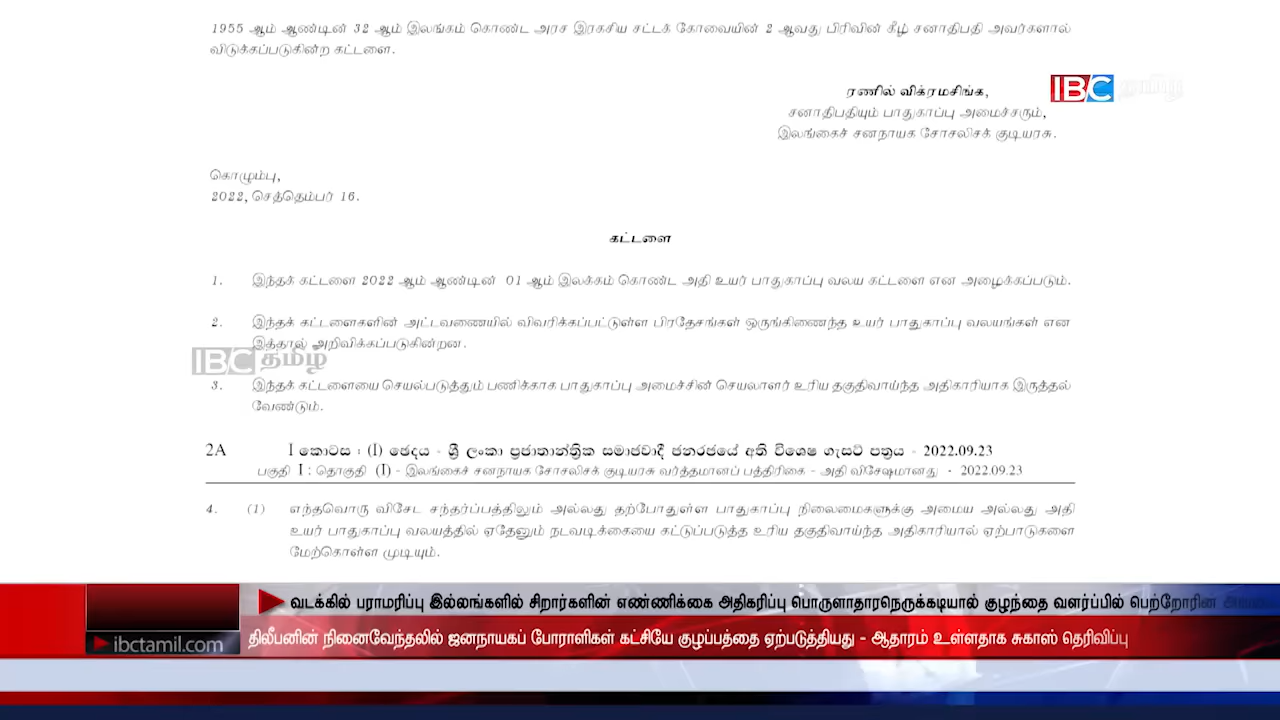 1955 ஆம் ஆண்டின் 32 ஆம் இலங்கம் கொண்ட அரச இரகசிய சட்டக் கோவையின் 2 ஆவது பிரிவின் கீழ் சனாதிபதி அவர்களால்
விடுக்கப்படுகின்ற கட்டளை.
ரணில் விக்ரமசிங்க,
IBC தமிழ்
சனாதிபதியும் பாதுகாப்பு அமைச்சரும்,
இலங்கைச் சனநாயக சோசலிசக் குடியரசு.
கொழும்பு,
2022, செத்தெம்பர் 16.
கட்டளை
1. இந்தக் கட்டளை 2022 ஆம் ஆண்டின் 01 ஆம் இலக்கம் கொண்ட அதி உயர் பாதுகாப்பு வலய கட்டளை என அழைக்கப்படும்.
2. இந்தக் கட்டளைகளின் அட்டவணையில் விவரிக்கப்பட்டுள்ள பிரதேசங்கள் ஒருங்கிணைந்த உயர் பாதுகாப்பு வலயங்கள் என
இத்தால் அறிவிக்கப்படுகின்றன.
IBC தமிழ்
3. இந்தக் கட்டளையை செயல்படுத்தும் பணிக்காக பாதுகாப்பு அமைச்சின் செயலாளர் உரிய தகுதிவாய்ந்த அதிகாரியாக இருத்தல்
வேண்டும்.
2A I කොටස : (I) ඡෙදය - ශ්‍රී ලංකා ප්‍රජාතාන්ත්‍රික සමාජවාදී ජනරජයේ අති විශෙෂ ගැසට් පත්‍රය - 2022.09.23
பகுதி I : தொகுதி (I) - இலங்கைச் சனநாயக சோசலிசக் குடியரசு வர்த்தமானப் பத்திரிகை - அதி விசேஷமானது - 2022.09.23
4. (1) எந்தவொரு விசேட சந்தர்ப்பத்திலும் அல்லது தற்போதுள்ள பாதுகாப்பு நிலைமைகளுக்கு அமைய அல்லது அதி
உயர் பாதுகாப்பு வலயத்தில் ஏதேனும் நடவடிக்கையை கட்டுப்படுத்த உரிய தகுதிவாய்ந்த அதிகாரியால் ஏற்பாடுகளை
மேற்கொள்ள முடியும்.
வடக்கில் பராமரிப்பு இல்லங்களில் சிறார்களின் எண்ணிக்கை அதிகரிப்பு பொருளாதாரநெருக்கடியால் குழந்தை வளர்ப்பில் பெற்றோரின
ibctamil.com திலீபனின் நினைவேந்தலில் ஜனநாயகப் போராளிகள் கட்சியே குழப்பத்தை ஏற்படுத்தியது - ஆதாரம் உள்ளதாக சுகாஸ் தெரிவிப்பு